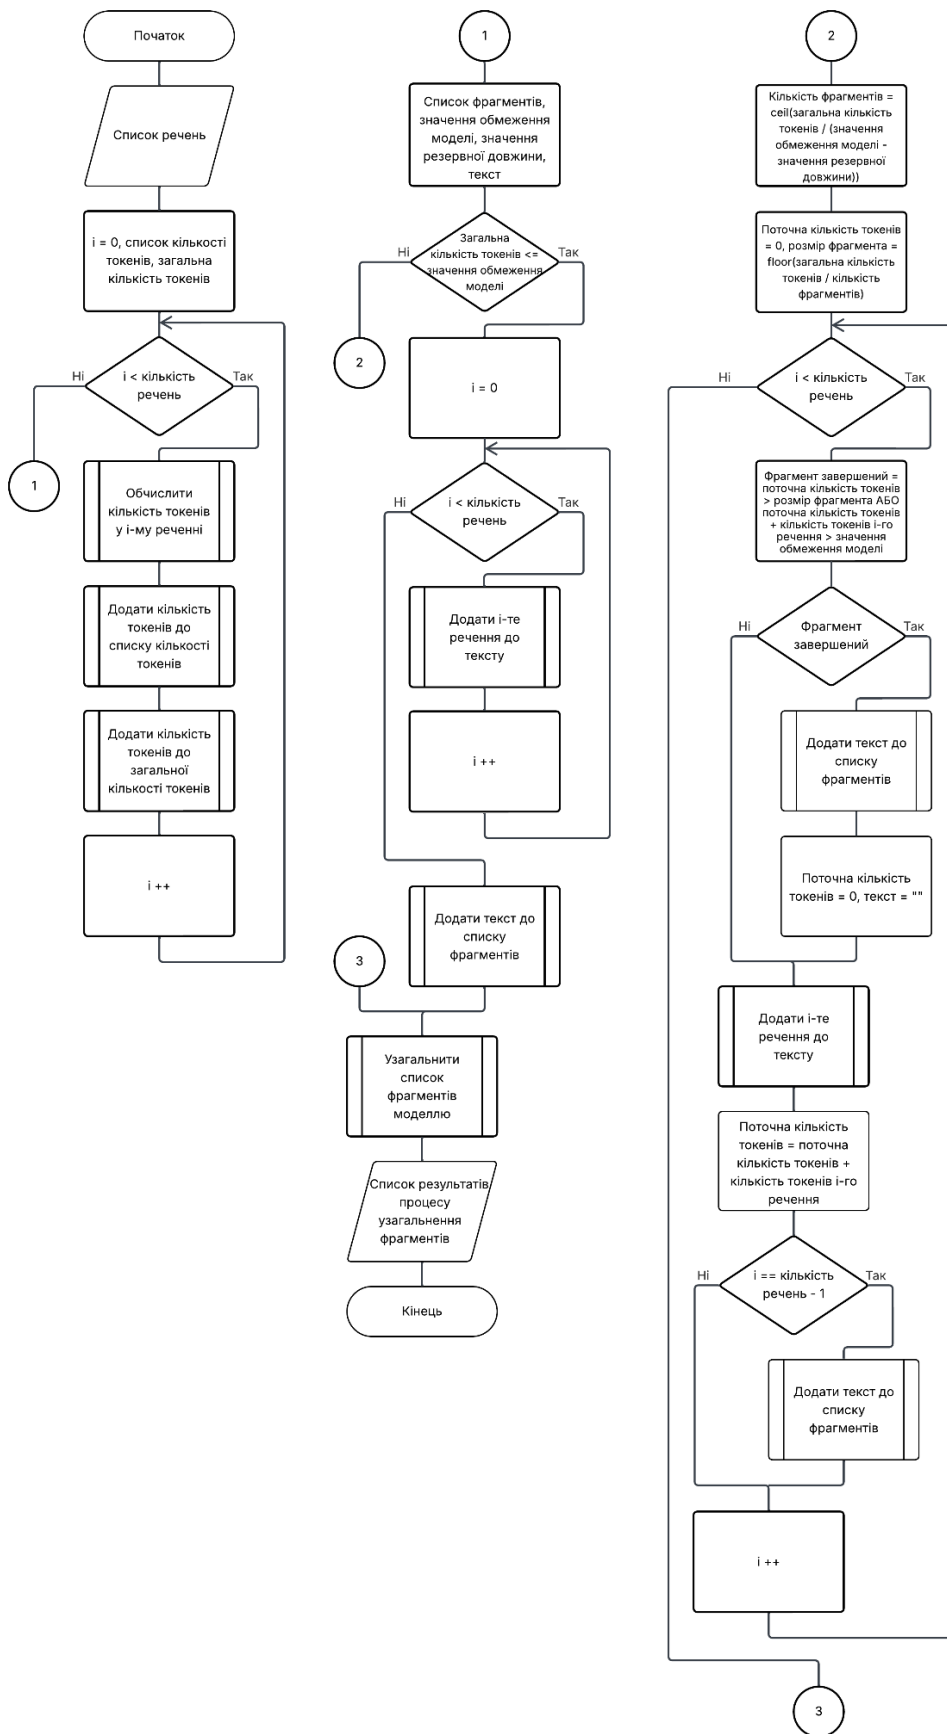 Початок
Список речень
i = 0, список кількості
токенів, загальна
кількість токенів
Ні
i < кількість
речень
Так
1
Обчислити
кількість токенів
у i-му реченні
Додати кількість
токенів до
списку кількості
токенів
Додати кількість
токенів до
загальної
кількості токенів
i ++
1
Список фрагментів,
значення обмеження
моделі, значення
резервної довжини,
текст
Ні
Загальна
кількість токенів <=
значення обмеження
моделі
Так
2
i = 0
Ні
i < кількість
речень
Так
Додати i-те
речення до
тексту
i ++
Додати текст до
списку
фрагментів
3
Узагальнити
список
фрагментів
моделлю
Список результатів
процесу
узагальнення
фрагментів
Кінець
2
Кількість фрагментів =
ceil(загальна кількість
токенів / (значення
обмеження моделі -
значення резервної
довжини))
Поточна кількість токенів
= 0, розмір фрагмента =
floor(загальна кількість
токенів / кількість
фрагментів)
Ні
i < кількість
речень
Так
Фрагмент завершений =
поточна кількість токенів
> розмір фрагмента АБО
поточна кількість токенів
+ кількість токенів i-го
речення > значення
обмеження моделі
Ні
Фрагмент
завершений
Так
Додати текст до
списку
фрагментів
Поточна кількість
токенів = 0, текст = ""
Додати i-те
речення до
тексту
Поточна кількість
токенів = поточна
кількість токенів +
кількість токенів i-го
речення
Ні
i == кількість
речень - 1
Так
Додати текст до
списку
фрагментів
i ++
3